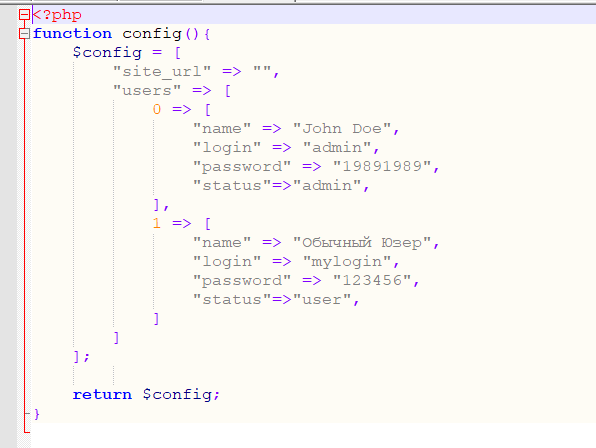 <?php
function config(){
    $config = [
        "site_url" => "",
        "users" => [
            0 => [
                "name" => "John Doe",
                "login" => "admin",
                "password" => "19891989",
                "status"=>"admin",
            ],
            1 => [
                "name" => "Обычный Юзер",
                "login" => "mylogin",
                "password" => "123456",
                "status"=>"user",
            ]
        ]
    ];

    return $config;
}